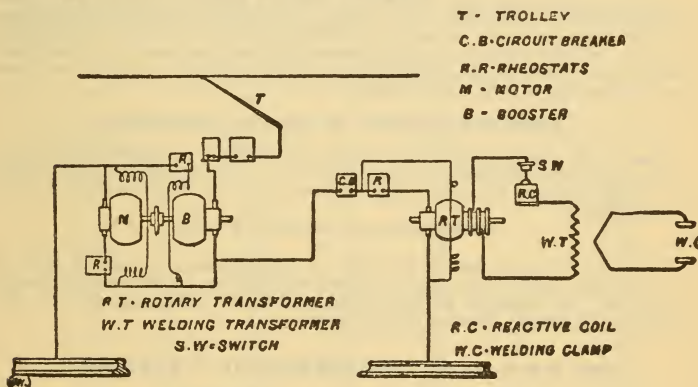 T - TROLLEY
C.B-CIRCUIT BREAKER
R.R-RHEOSTATS
M - MOTOR
B - BOOSTER
T
R
M
B
R
C.B
R
R T
S W
R.C
W.T
W.C
R T - ROTARY TRANSFORMER
W.T WELDING TRANSFORMER
S.W=SWITCH
R.C - REACTIVE COIL
W.C-WELDING CLAMP